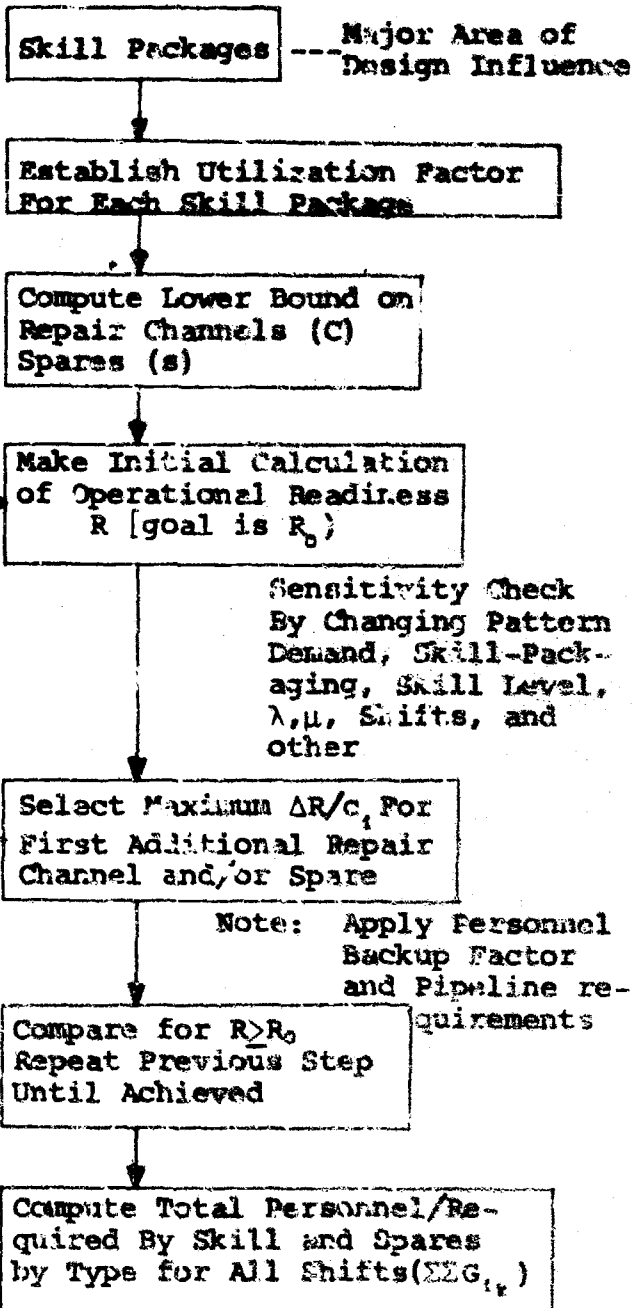 Skill Packages --- Major Area of
Design Influence
Establish Utilization Factor
For Each Skill Package
Compute Lower Bound on
Repair Channels (C)
Spares (s)
Make Initial Calculation
of Operational Readiness
R [goal is R₀)
Sensitivity Check
By Changing Pattern
Demand, Skill-Pack-
aging, Skill Level,
λ,μ, Shifts, and
other
Select Maximum ΔR/cᵢ For
First Additional Repair
Channel and/or Spare
Note: Apply Personnel
Backup Factor
and Pipeline re-
quirements
Compare for R≥R₀
Repeat Previous Step
Until Achieved
Compute Total Personnel/Re-
quired By Skill and Spares
by Type for All Shifts(ΣΣGᵢₖ)